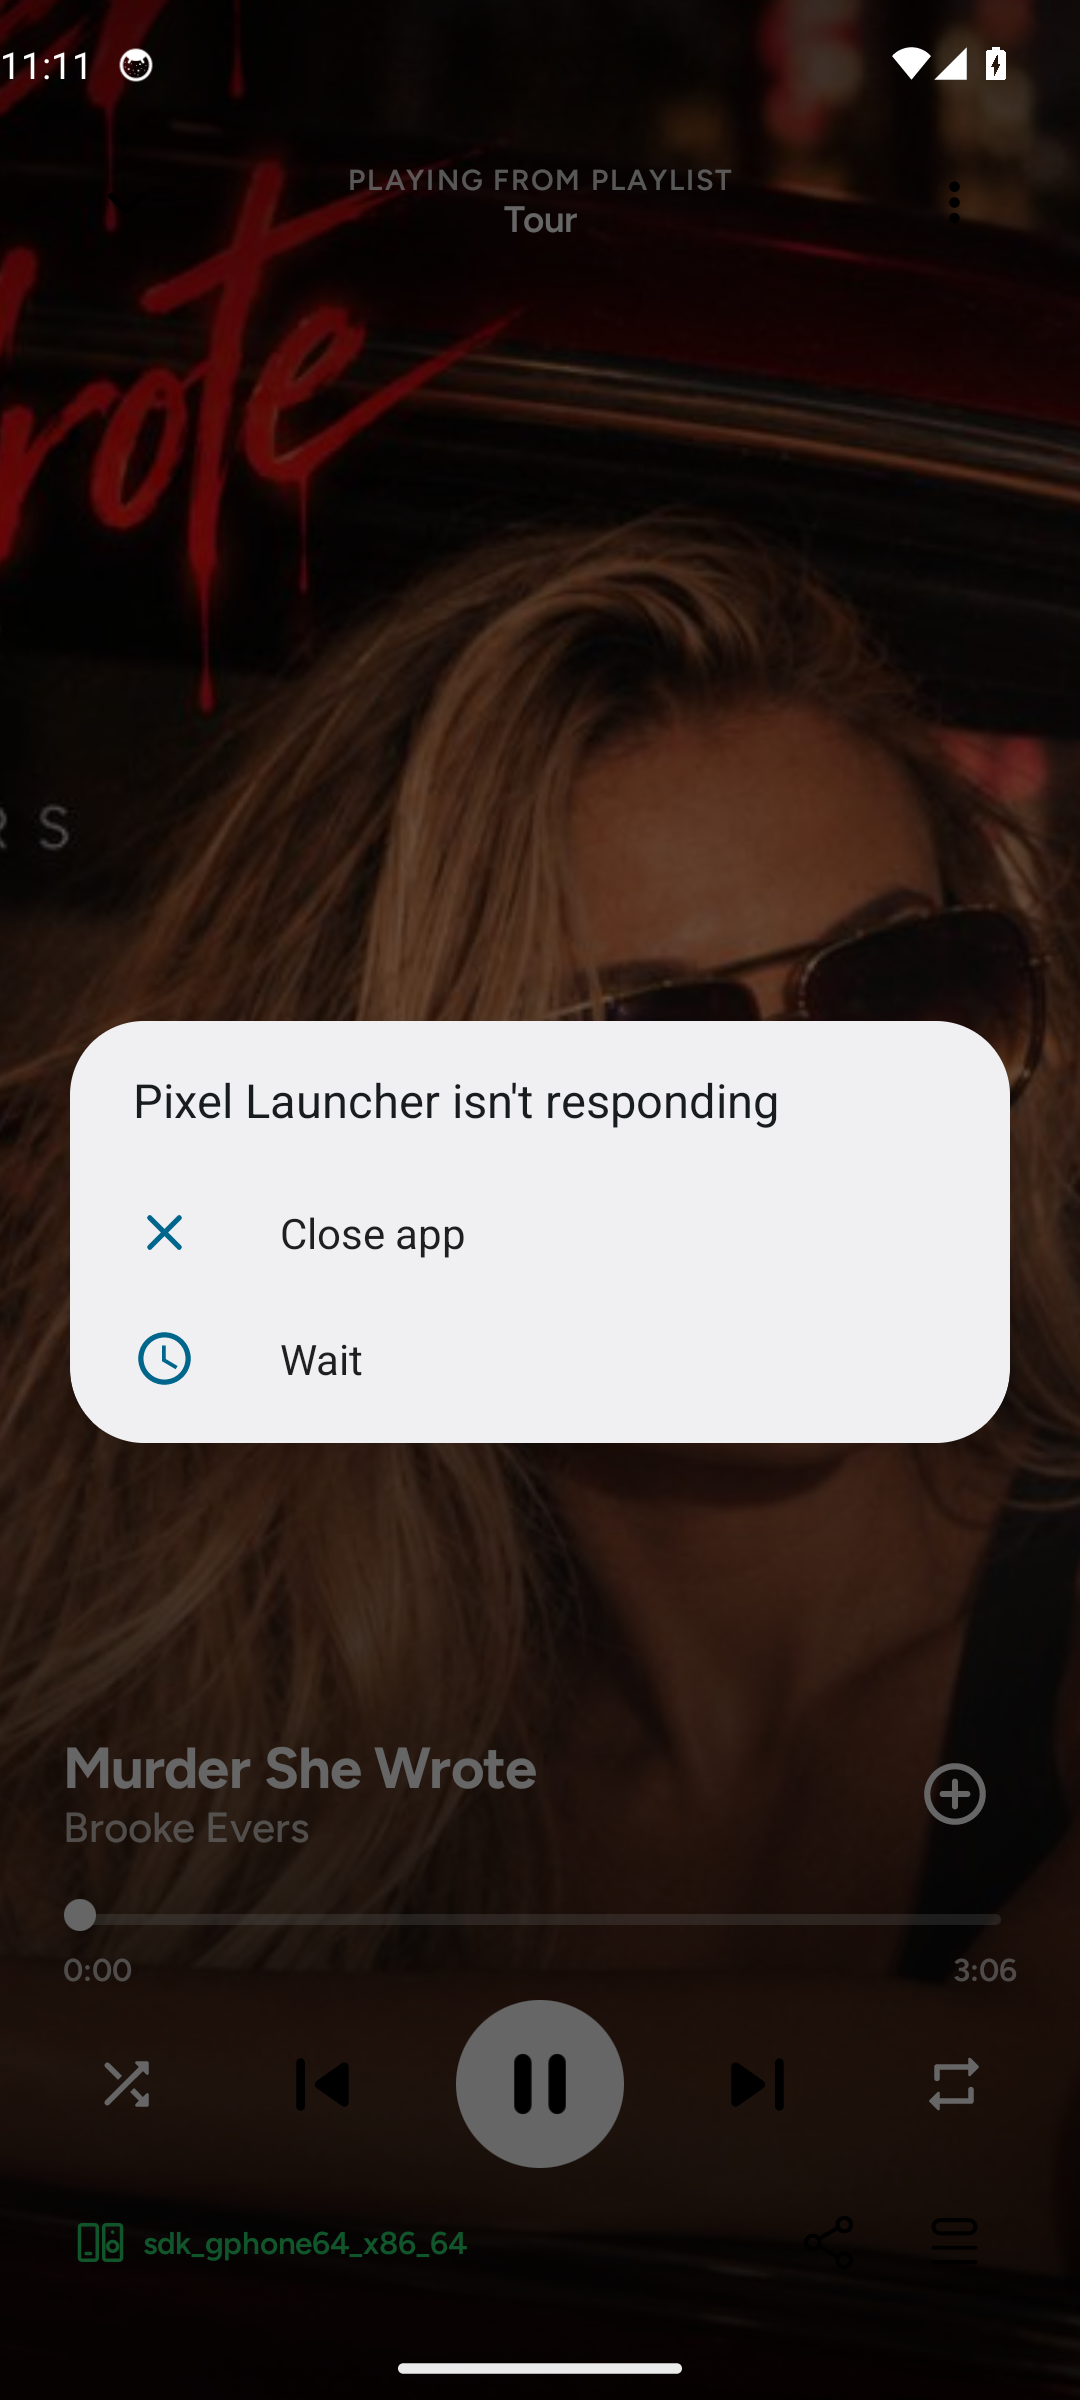 11:11
PLAYING FROM PLAYLIST
Tour
rote
R S
Pixel Launcher isn't responding
Close app
Wait
Murder She Wrote
Brooke Evers
0:00
3:06
sdk_gphone64_x86_64